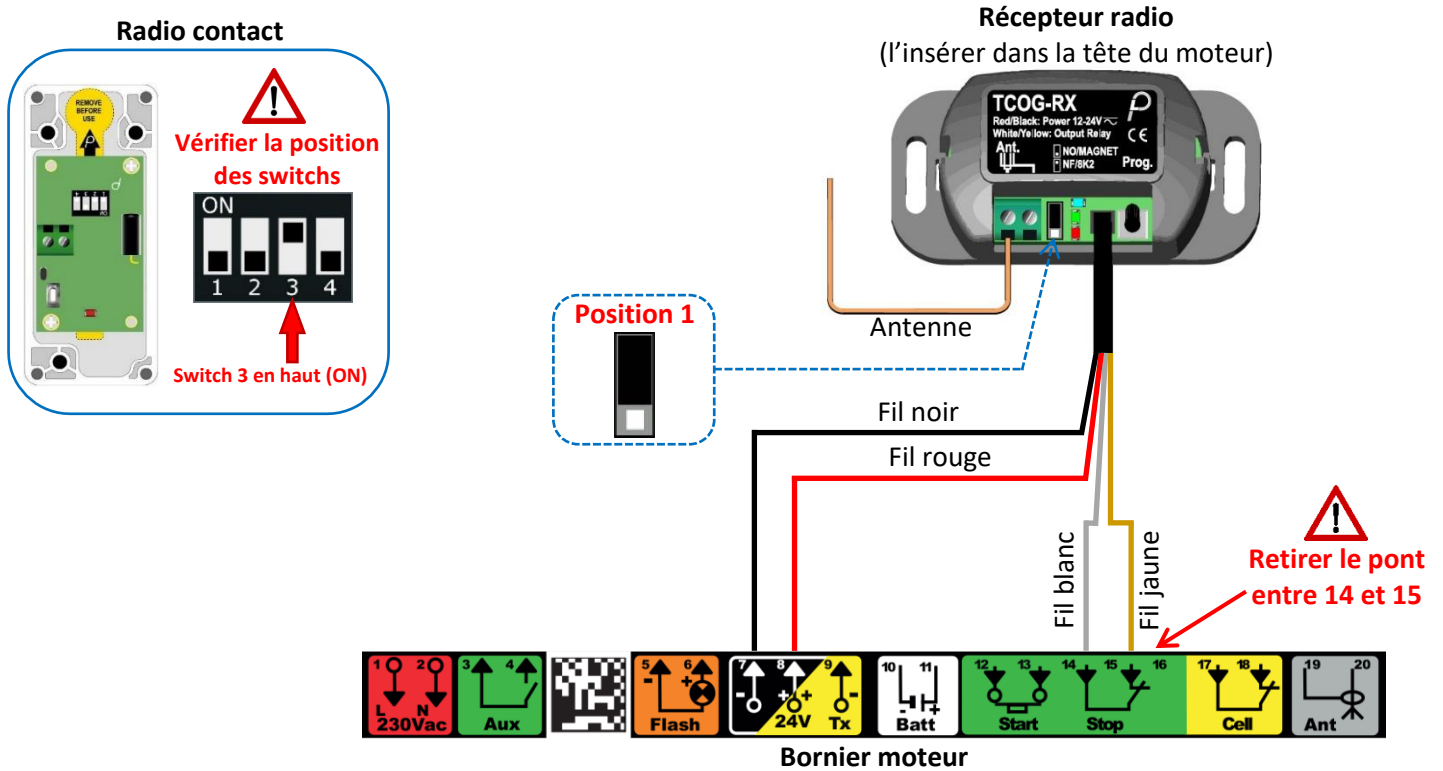 Radio contact
REMOVE
BEFORE
USE
Vérifier la position
des switchs
ON
1 2 3 4
Switch 3 en haut (ON)
Récepteur radio
(l’insérer dans la tête du moteur)
TCOG-RX
Red/Black: Power 12-24V
White/Yellow: Output Relay
Ant.
NO/MAGNET
NF/8K2
Prog.
CE
Antenne
Position 1
Fil noir
Fil rouge
Fil blanc
Fil jaune
Retirer le pont
entre 14 et 15
1 2 3 4 5 6 7 8 9 10 11 12 13 14 15 16 17 18 19 20
- + - + + -
L N
230Vac Aux Flash 24V Tx Batt Start Stop Cell Ant
Bornier moteur